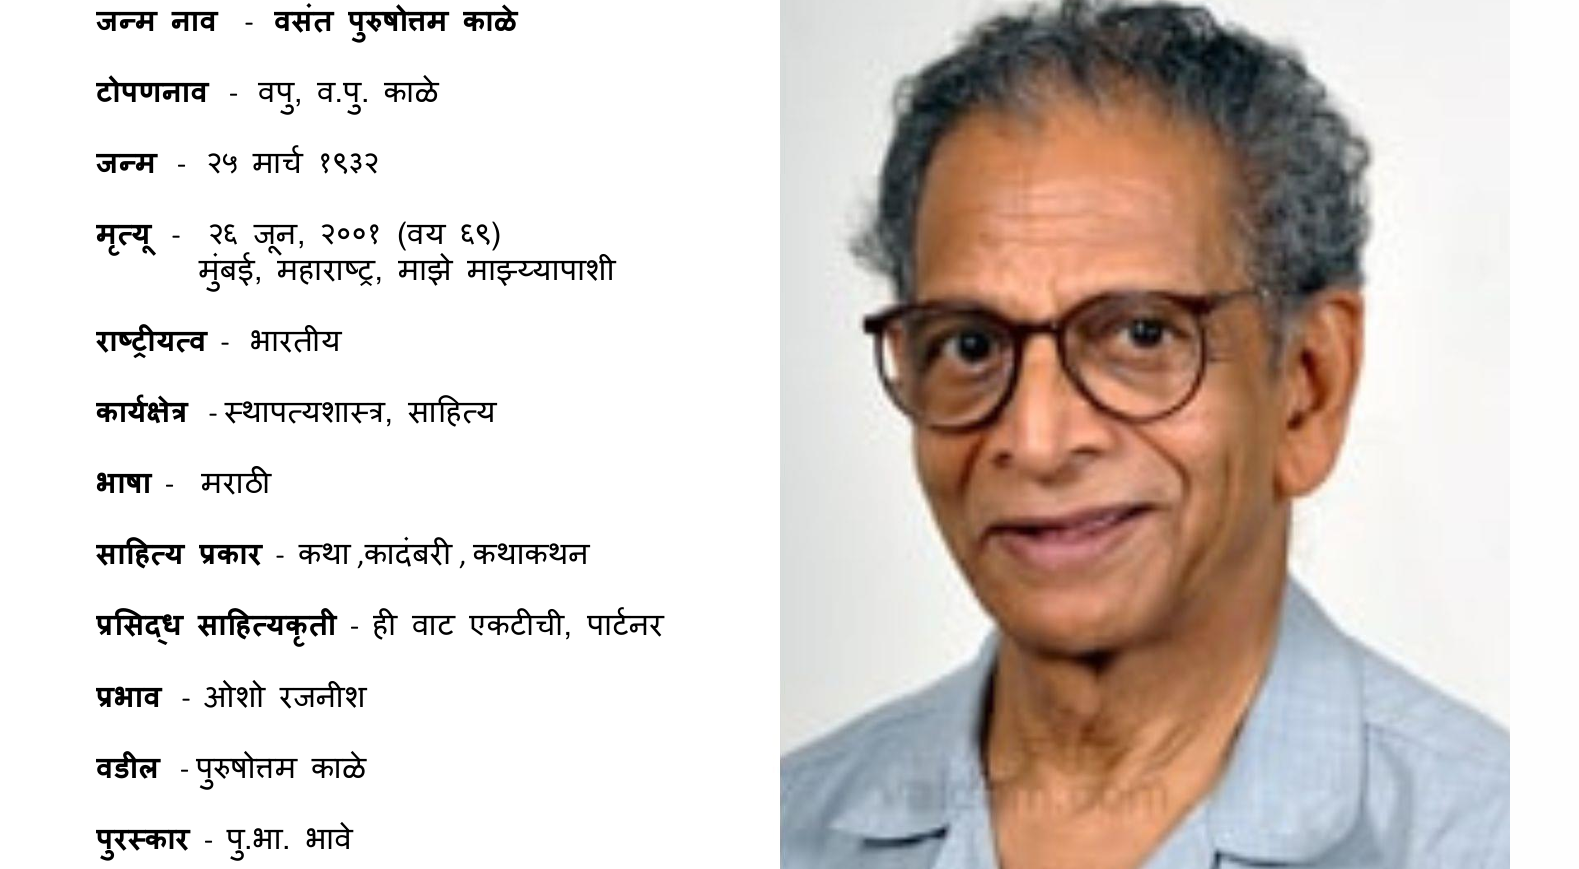 जन्म नाव - वसंत पुरुषोत्तम काळे
टोपणनाव - वपु, व.पु. काळे
जन्म - २५ मार्च १९३२
मृत्यू - २६ जून, २००१ (वय ६९)
मुंबई, महाराष्ट्र, माझे माझ्य्यापाशी
राष्ट्रीयत्व - भारतीय
कार्यक्षेत्र - स्थापत्यशास्त्र, साहित्य
भाषा - मराठी
साहित्य प्रकार - कथा ,कादंबरी , कथाकथन
प्रसिद्ध साहित्यकृती - ही वाट एकटीची, पार्टनर
प्रभाव - ओशो रजनीश
वडील - पुरुषोत्तम काळे
पुरस्कार - पु.भा. भावे